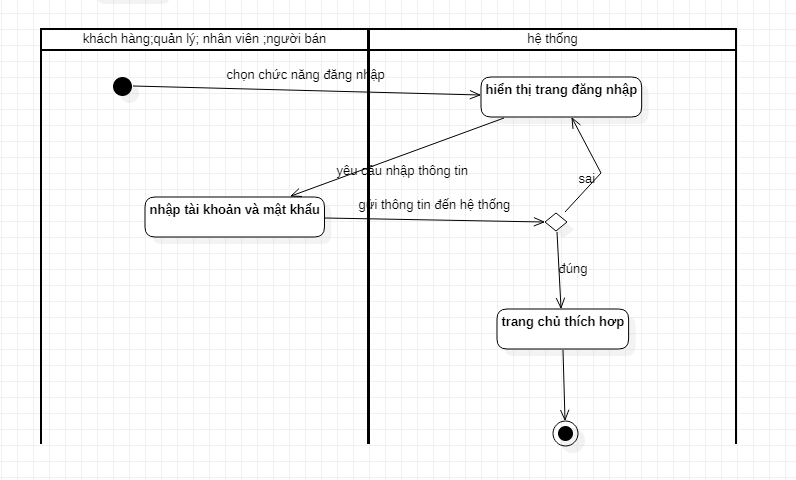 khách hàng;quản lý; nhân viên ;người bán
hệ thống
chọn chức năng đăng nhập
hiển thị trang đăng nhập
yêu cầu nhập thông tin
sai
nhập tài khoản và mật khẩu
gửi thông tin đến hệ thống
đúng
trang chủ thích hợp